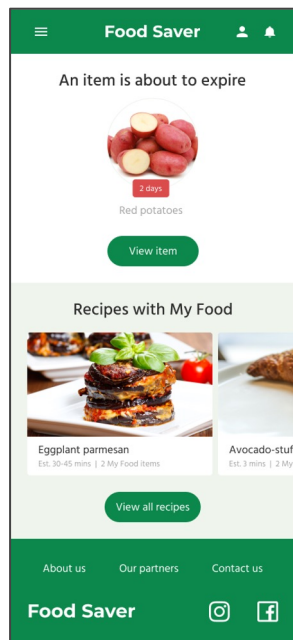 Food Saver
An item is about to expire
2 days
Red potatoes
View item
Recipes with My Food
Eggplant parmesan
Est. 30-45 mins | 2 My Food items
Avocado-stuf
Est. 3 mins | 2 My
View all recipes
About us Our partners Contact us
Food Saver